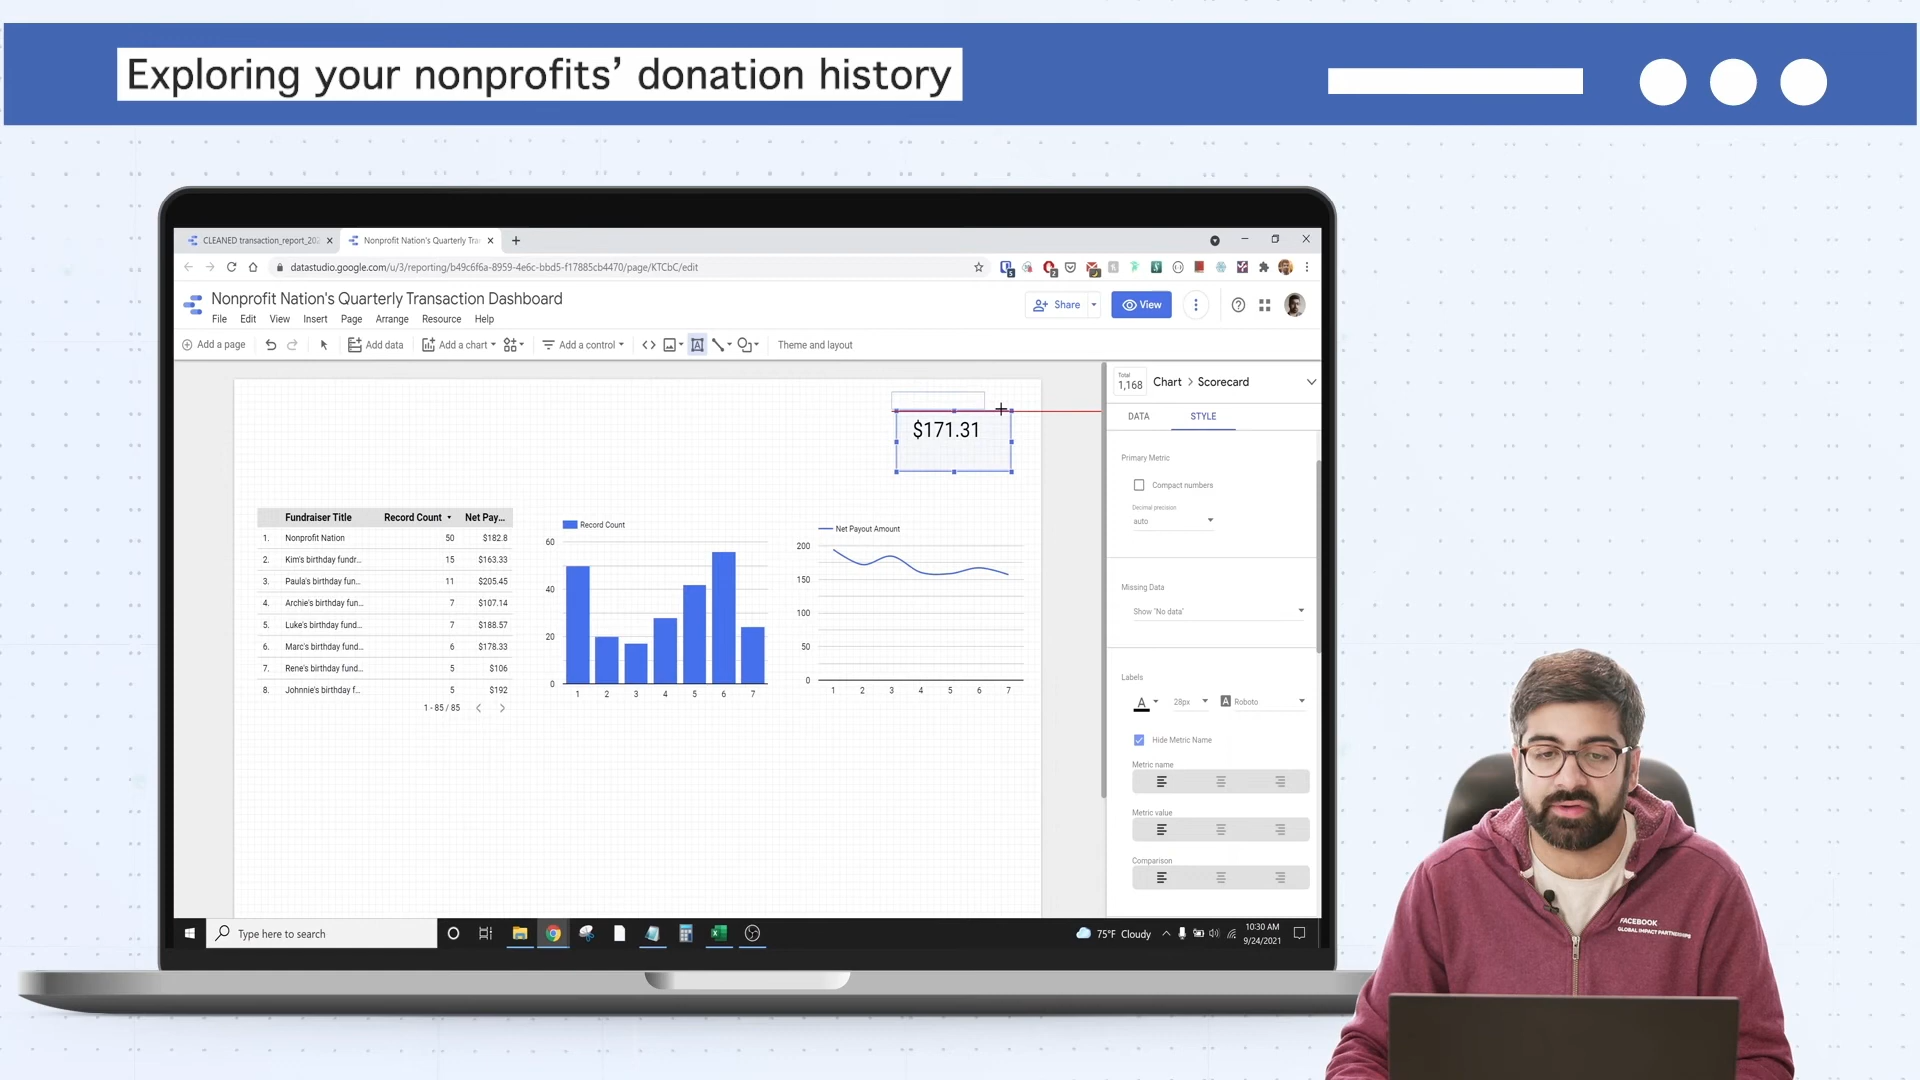 Exploring your nonprofits' donation history
CLEANED transaction_report_202
Nonprofit Nation's Quarterly Tra
datastudio.google.com/u/3/reporting/b49c6f6a-8959-4e6c-bbd5-f17885cb4470/page/KTCbC/edit
Nonprofit Nation's Quarterly Transaction Dashboard
File Edit View Insert Page Arrange Resource Help
Share
View
Add a page
Add data
Add a chart
Add a control
Theme and layout
Total
1,168
Chart > Scorecard
DATA
STYLE
$171.31
Primary Metric
Compact numbers
Decimal precision
auto
Missing Data
Show "No data"
Labels
28px
Roboto
Hide Metric Name
Metric name
Metric value
Comparison
Fundraiser Title Record Count Net Pay...
1. Nonprofit Nation 50 $182.8
2. Kim's birthday fundr... 15 $163.33
3. Paula's birthday fun... 11 $205.45
4. Archie's birthday fun... 7 $107.14
5. Luke's birthday fund... 7 $188.57
6. Marc's birthday fund... 6 $178.33
7. Rene's birthday fund... 5 $106
8. Johnnie's birthday f... 5 $192
1 - 85 / 85
Record Count
60
40
20
0
1 2 3 4 5 6 7
Net Payout Amount
200
150
100
50
0
1 2 3 4 5 6 7
Type here to search
75°F Cloudy
10:30 AM
9/24/2021
FACEBOOK
GLOBAL IMPACT PARTNERSHIPS